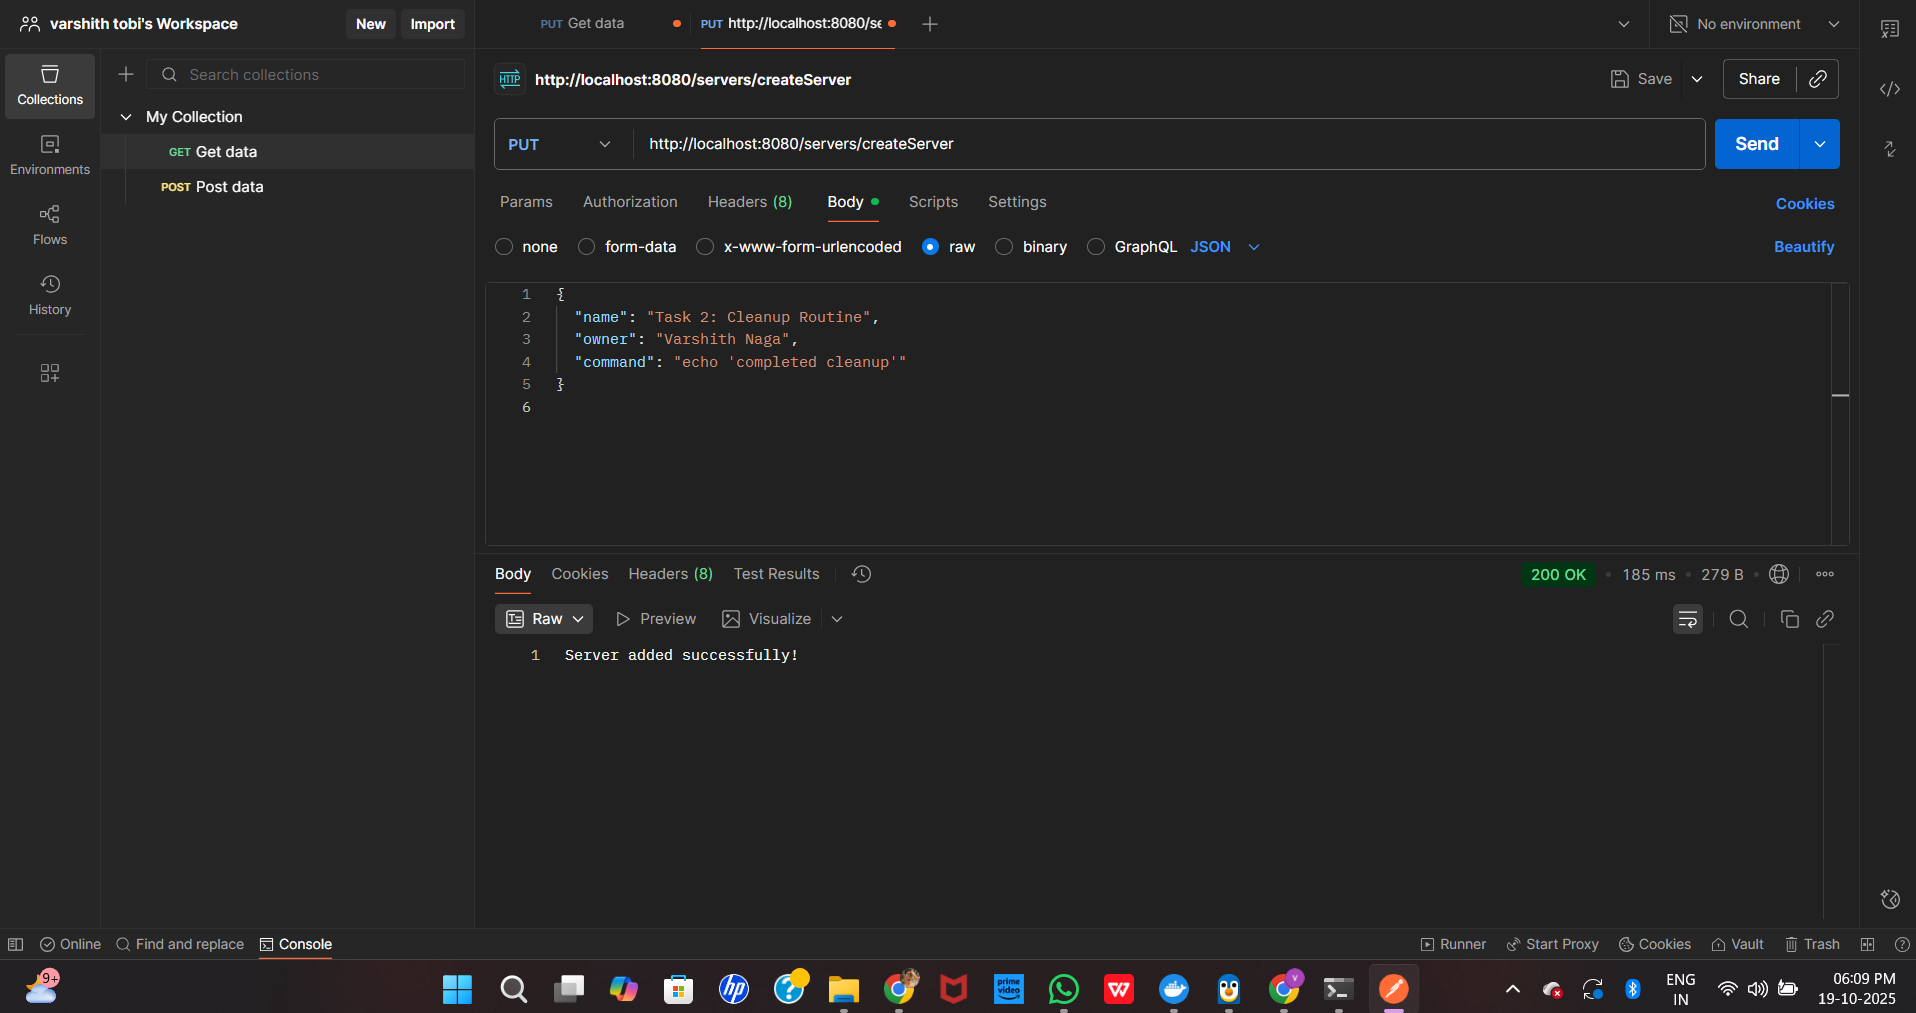 varshith tobi's Workspace
New
Import
PUT Get data
PUT http://localhost:8080/se
No environment
Collections
Environments
Flows
History
Search collections
My Collection
GET Get data
POST Post data
HTTP
http://localhost:8080/servers/createServer
Save
Share
PUT
http://localhost:8080/servers/createServer
Send
Params
Authorization
Headers (8)
Body
Scripts
Settings
Cookies
none
form-data
x-www-form-urlencoded
raw
binary
GraphQL
JSON
Beautify
1 {
2 "name": "Task 2: Cleanup Routine",
3 "owner": "Varshith Naga",
4 "command": "echo 'completed cleanup'"
5 }
6
Body
Cookies
Headers (8)
Test Results
200 OK
185 ms
279 B
Raw
Preview
Visualize
1 Server added successfully!
Online
Find and replace
Console
Runner
Start Proxy
Cookies
Vault
Trash
9+
hp
prime
video
W
V
ENG
IN
06:09 PM
19-10-2025